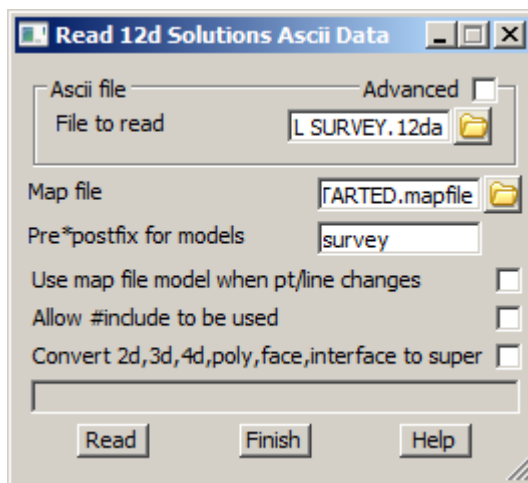 Read 12d Solutions Ascii Data
Ascii file Advanced
File to read L SURVEY.12da
Map file TARTED.mapfile
Pre*postfix for models survey
Use map file model when pt/line changes
Allow #include to be used
Convert 2d,3d,4d,poly,face,interface to super
Read Finish Help